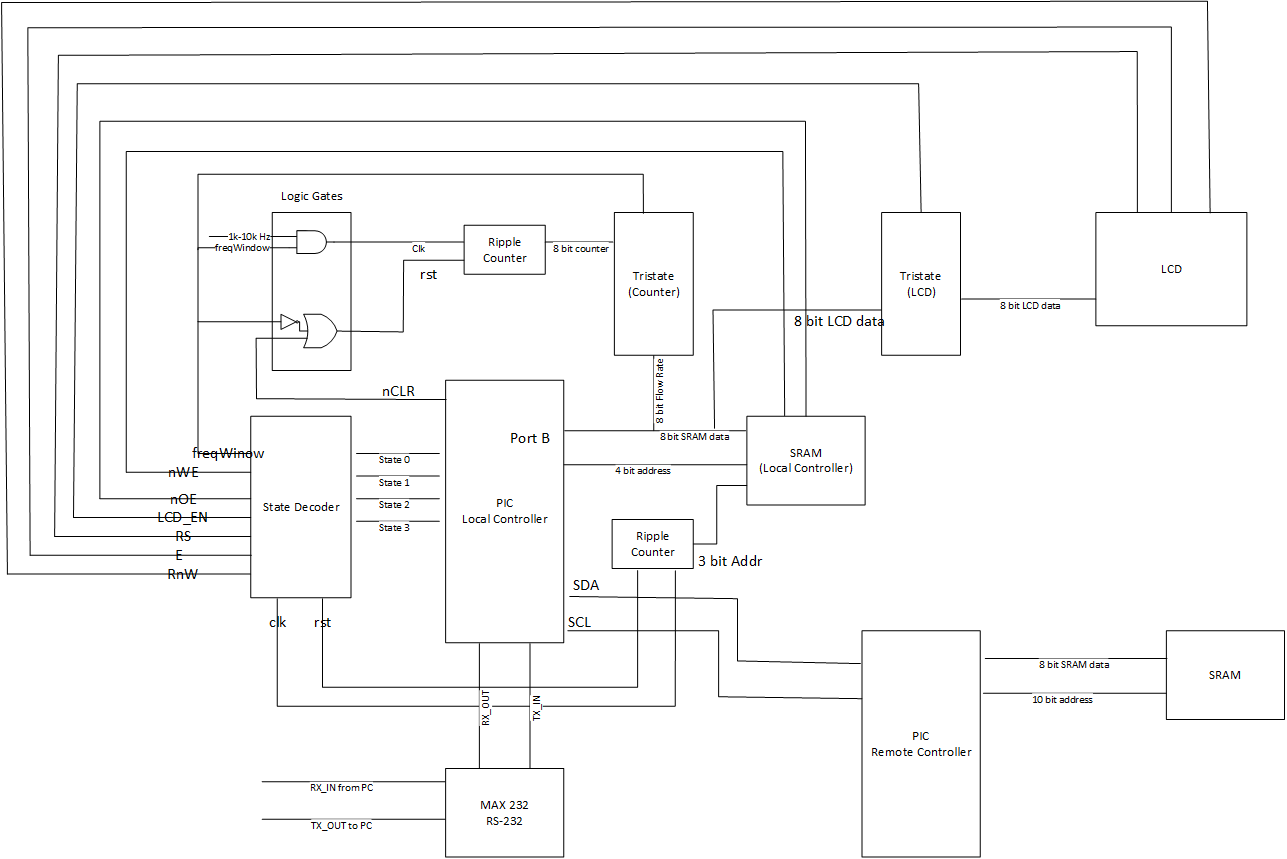 Logic Gates
1k-10k Hz
freqWindow
Clk
rst
Ripple
Counter
8 bit counter
Tristate
(Counter)
Tristate
(LCD)
LCD
8 bit LCD data
8 bit LCD data
8 bit Flow Rate
nCLR
Port B
8 bit SRAM data
4 bit address
SRAM
(Local Controller)
freqWinow
nWE
nOE
LCD_EN
RS
E
RnW
State Decoder
State 0
State 1
State 2
State 3
PIC
Local Controller
Ripple
Counter
3 bit Addr
SDA
SCL
clk
rst
RX_OUT
TX_IN
8 bit SRAM data
10 bit address
SRAM
PIC
Remote Controller
RX_IN from PC
TX_OUT to PC
MAX 232
RS-232